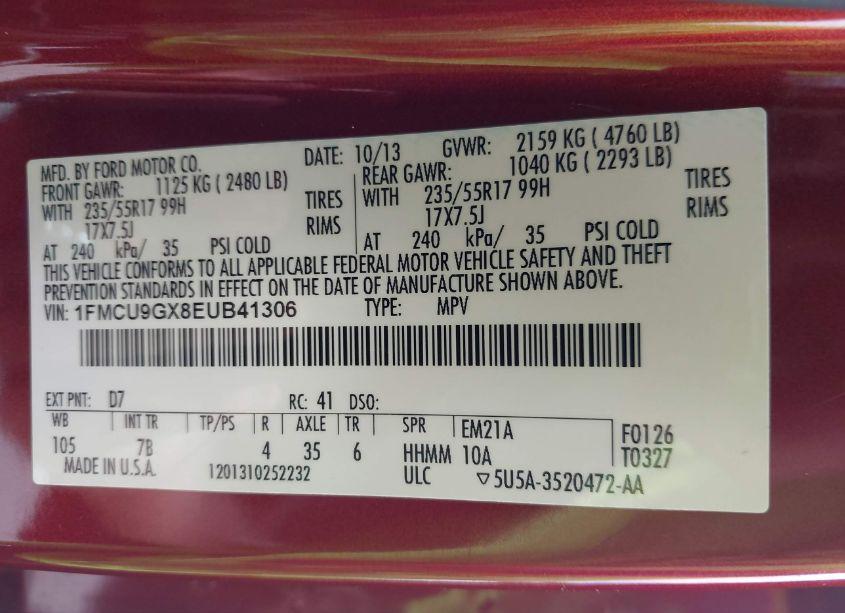 MFD. BY FORD MOTOR CO. DATE: 10/13 GVWR: 2159 KG ( 4760 LB)
FRONT GAWR: 1125 KG ( 2480 LB) REAR GAWR: 1040 KG ( 2293 LB)
WITH 235/55R17 99H TIRES WITH 235/55R17 99H TIRES
17X7.5J RIMS 17X7.5J RIMS
AT 240 kPa/ 35 PSI COLD AT 240 kPa/ 35 PSI COLD
THIS VEHICLE CONFORMS TO ALL APPLICABLE FEDERAL MOTOR VEHICLE SAFETY AND THEFT
PREVENTION STANDARDS IN EFFECT ON THE DATE OF MANUFACTURE SHOWN ABOVE.
VIN: 1FMCU9GX8EUB41306 TYPE: MPV
EXT PNT: D7 RC: 41 DSO:
WB INT TR TP/PS R AXLE TR SPR EM21A F0126
105 7B 4 35 6 HHMM 10A T0327
MADE IN U.S.A. 1201310252232 ULC ▽5U5A-3520472-AA